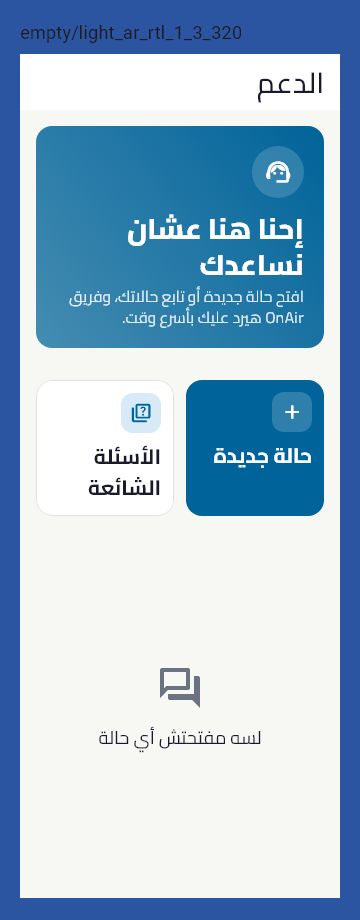 empty/light_ar_rtl_1_3_320
الدعم
إحنا هنا عشان
نساعدك
افتح حالة جديدة أو تابع حالاتك، وفريق
OnAir هيرد عليك بأسرع وقت.
حالة جديدة
الأسئلة
الشائعة
لسه مفتحتش أي حالة